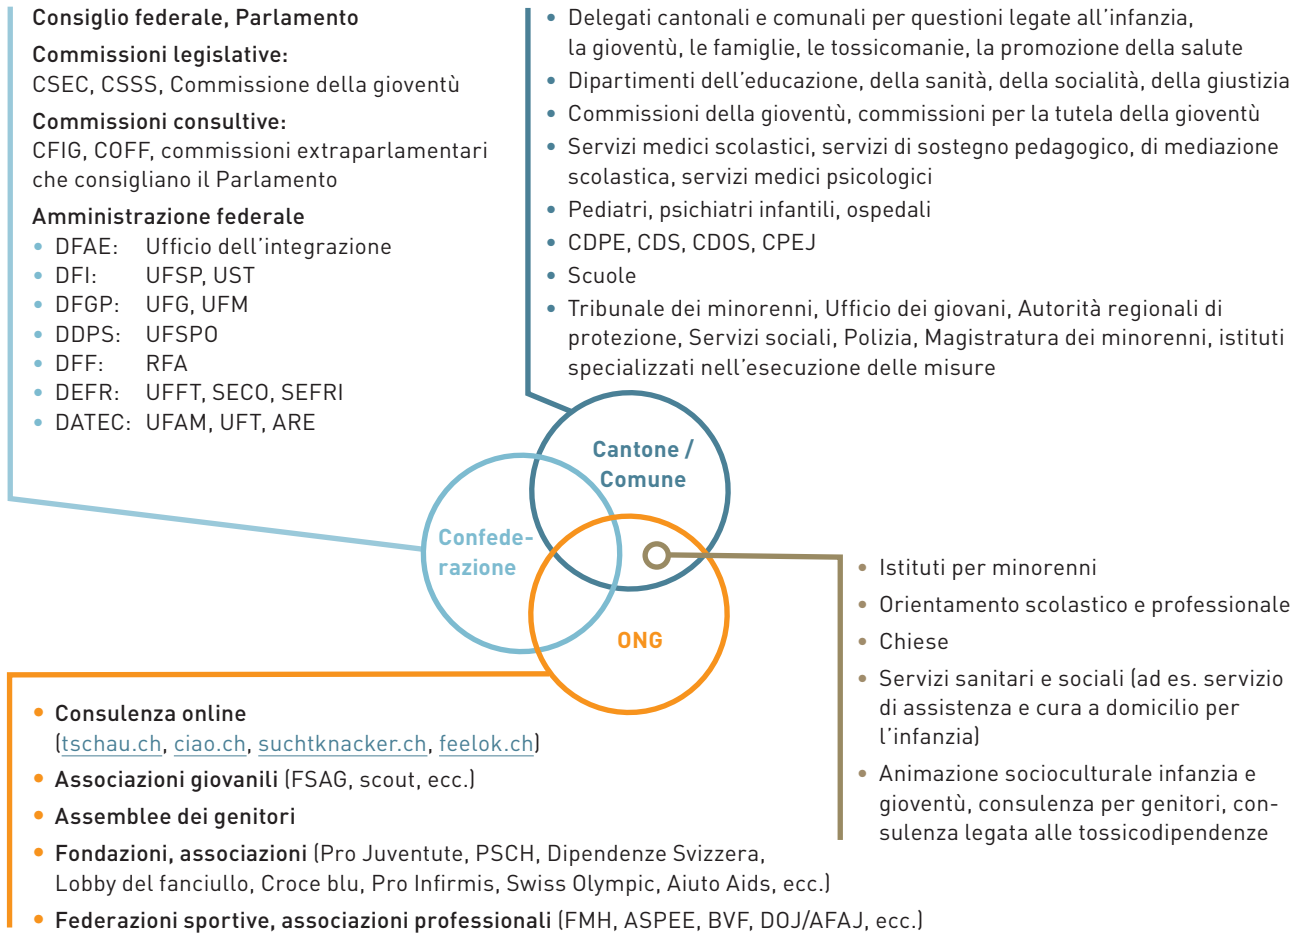 Consiglio federale, Parlamento
Commissioni legislative:
CSEC, CSSS, Commissione della gioventù
Commissioni consultive:
CFIG, COFF, commissioni extraparlamentari
che consigliano il Parlamento
Amministrazione federale
• DFAE: Ufficio dell'integrazione
• DFI: UFSP, UST
• DFGP: UFG, UFM
• DDPS: UFSPO
• DFF: RFA
• DEFR: UFFT, SECO, SEFRI
• DATEC: UFAM, UFT, ARE
• Delegati cantonali e comunali per questioni legate all'infanzia,
la gioventù, le famiglie, le tossicomanie, la promozione della salute
• Dipartimenti dell'educazione, della sanità, della socialità, della giustizia
• Commissioni della gioventù, commissioni per la tutela della gioventù
• Servizi medici scolastici, servizi di sostegno pedagogico, di mediazione
scolastica, servizi medici psicologici
• Pediatri, psichiatri infantili, ospedali
• CDPE, CDS, CDOS, CPEJ
• Scuole
• Tribunale dei minorenni, Ufficio dei giovani, Autorità regionali di
protezione, Servizi sociali, Polizia, Magistratura dei minorenni, istituti
specializzati nell'esecuzione delle misure
Cantone /
Comune
Confede-
razione
ONG
• Istituti per minorenni
• Orientamento scolastico e professionale
• Chiese
• Servizi sanitari e sociali (ad es. servizio
di assistenza e cura a domicilio per
l'infanzia)
• Animazione socioculturale infanzia e
gioventù, consulenza per genitori, con-
sulenza legata alle tossicodipendenze
• Consulenza online
(tschau.ch, ciao.ch, suchtknacker.ch, feelok.ch)
• Associazioni giovanili (FSAG, scout, ecc.)
• Assemblee dei genitori
• Fondazioni, associazioni (Pro Juventute, PSCH, Dipendenze Svizzera,
Lobby del fanciullo, Croce blu, Pro Infirmis, Swiss Olympic, Aiuto Aids, ecc.)
• Federazioni sportive, associazioni professionali (FMH, ASPEE, BVF, DOJ/AFAJ, ecc.)